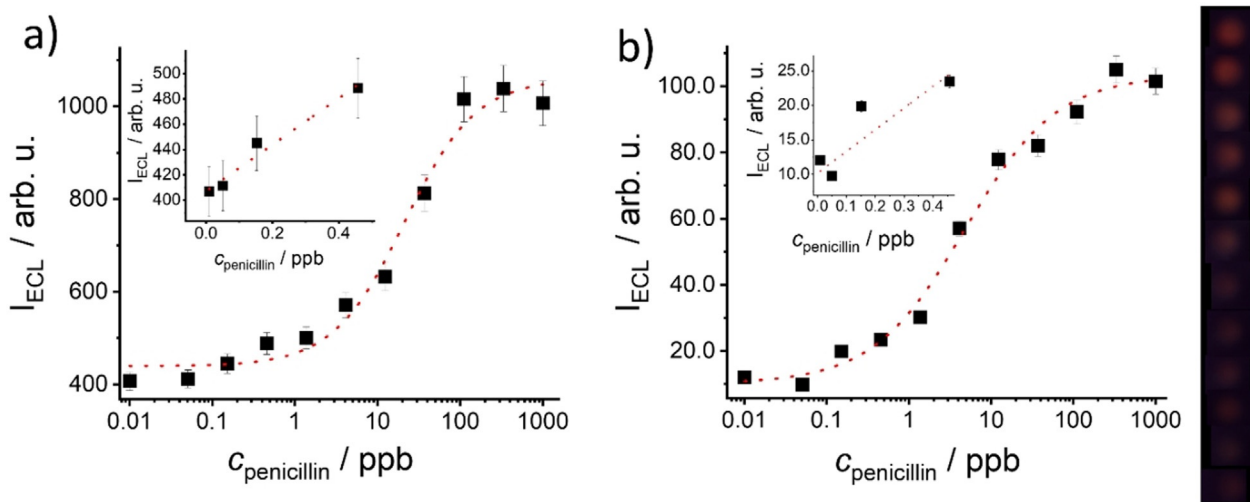 a)
I_ECL / arb. u.
1000
800
600
400
0.01 0.1 1 10 100 1000
c_penicillin / ppb
I_ECL / arb. u.
500
480
460
440
420
400
0.0 0.2 0.4
c_penicillin / ppb
b)
I_ECL / arb. u.
100.0
80.0
60.0
40.0
20.0
0.01 0.1 1 10 100 1000
c_penicillin / ppb
I_ECL / arb. u.
25.0
20.0
15.0
10.0
0.0 0.1 0.2 0.3 0.4
c_penicillin / ppb